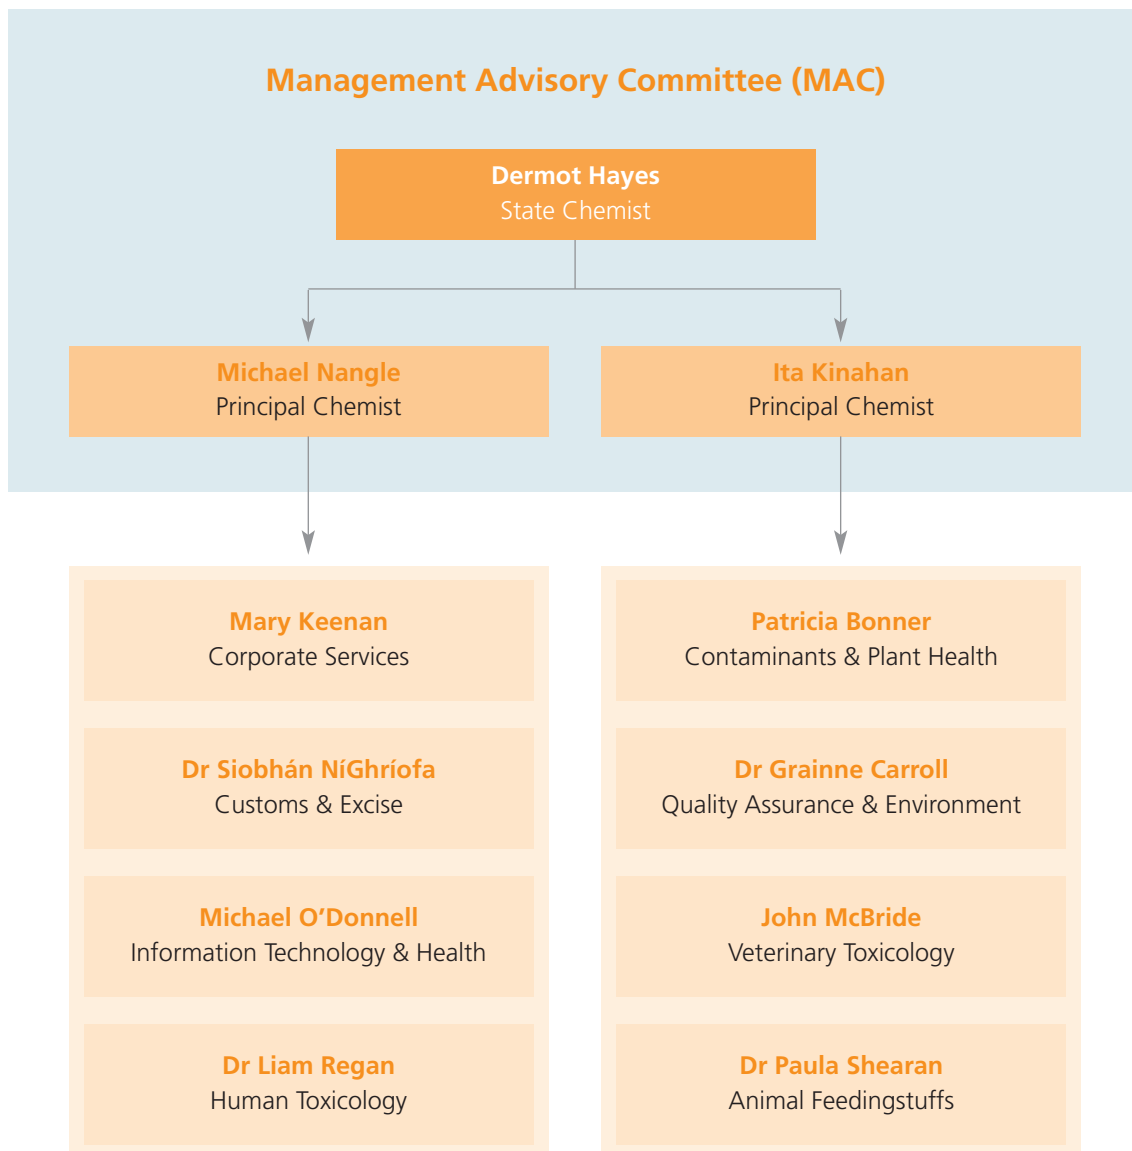 Management Advisory Committee (MAC)
Dermot Hayes
State Chemist
Michael Nangle
Principal Chemist
Ita Kinahan
Principal Chemist
Mary Keenan
Corporate Services
Dr Siobhán NíGhríofa
Customs & Excise
Michael O’Donnell
Information Technology & Health
Dr Liam Regan
Human Toxicology
Patricia Bonner
Contaminants & Plant Health
Dr Grainne Carroll
Quality Assurance & Environment
John McBride
Veterinary Toxicology
Dr Paula Shearan
Animal Feedingstuffs